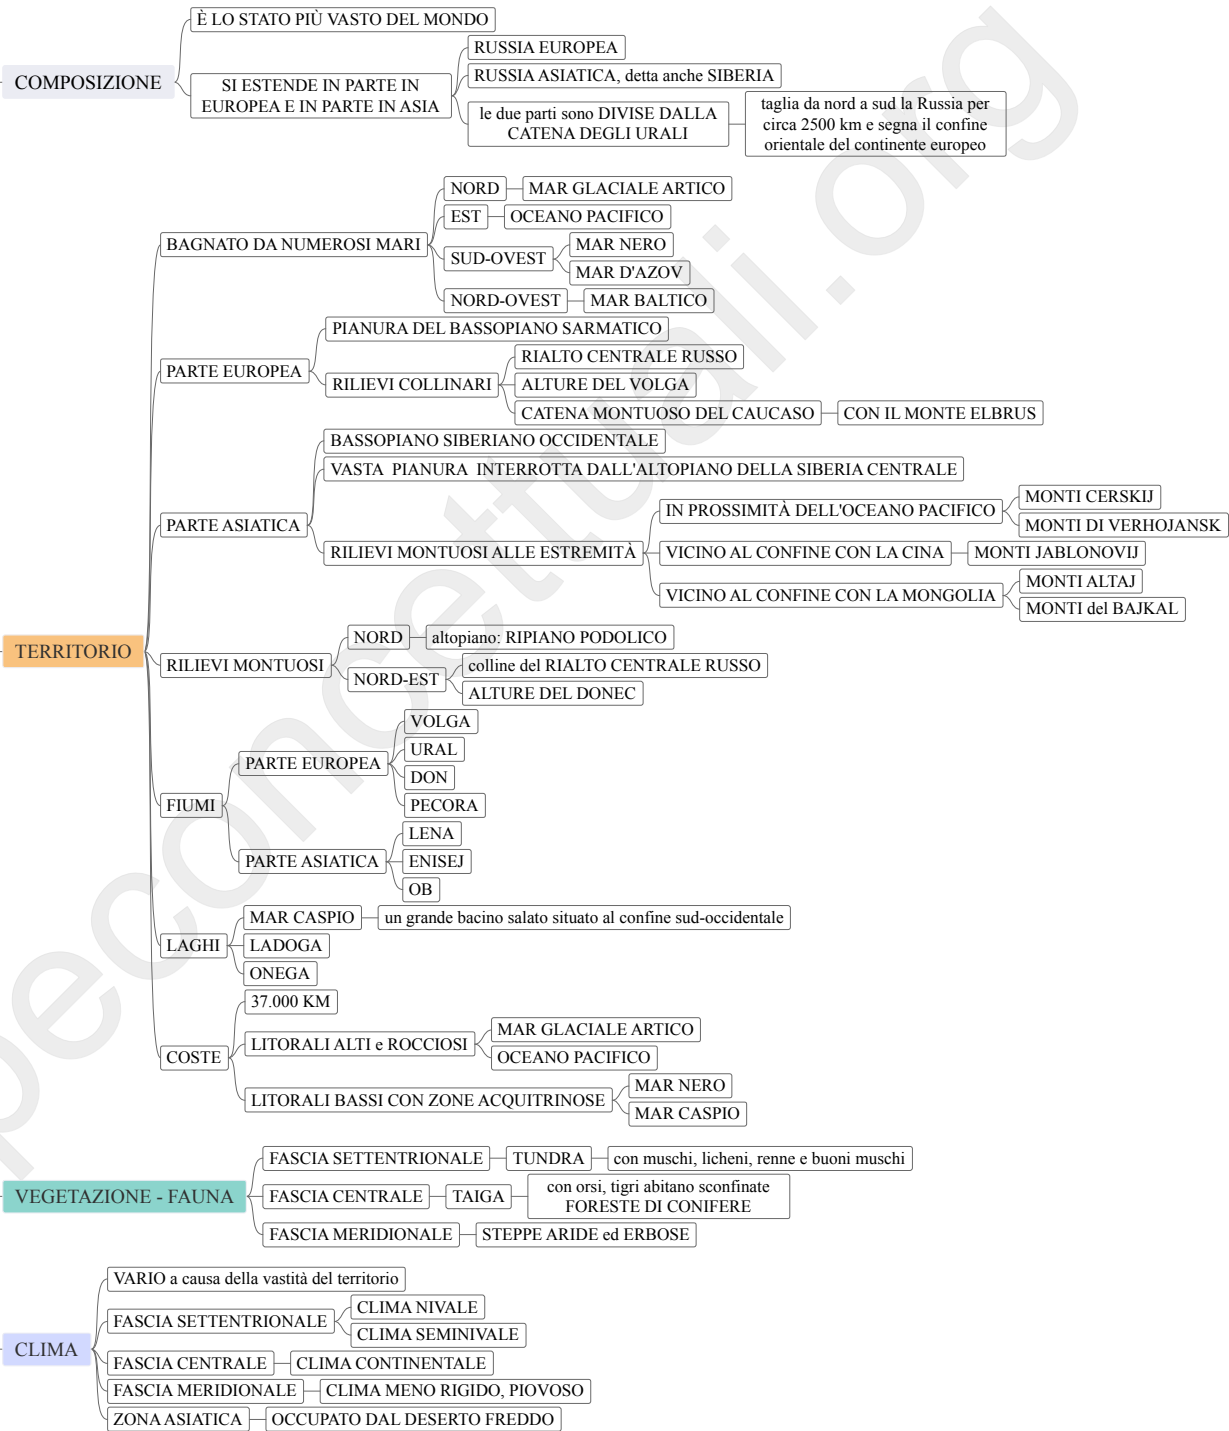 È LO STATO PIÙ VASTO DEL MONDO
COMPOSIZIONE
SI ESTENDE IN PARTE IN
EUROPEA E IN PARTE IN ASIA
RUSSIA EUROPEA
RUSSIA ASIATICA, detta anche SIBERIA
le due parti sono DIVISE DALLA
CATENA DEGLI URALI
taglia da nord a sud la Russia per
circa 2500 km e segna il confine
orientale del continente europeo
TERRITORIO
BAGNATO DA NUMEROSI MARI
NORD
MAR GLACIALE ARTICO
EST
OCEANO PACIFICO
SUD-OVEST
MAR NERO
MAR D'AZOV
NORD-OVEST
MAR BALTICO
PARTE EUROPEA
PIANURA DEL BASSOPIANO SARMATICO
RILIEVI COLLINARI
RIALTO CENTRALE RUSSO
ALTURE DEL VOLGA
CATENA MONTUOSO DEL CAUCASO
CON IL MONTE ELBRUS
PARTE ASIATICA
BASSOPIANO SIBERIANO OCCIDENTALE
VASTA PIANURA INTERROTTA DALL'ALTOPIANO DELLA SIBERIA CENTRALE
RILIEVI MONTUOSI ALLE ESTREMITÀ
IN PROSSIMITÀ DELL'OCEANO PACIFICO
MONTI CERSKIJ
MONTI DI VERHOJANSK
VICINO AL CONFINE CON LA CINA
MONTI JABLONOVIJ
VICINO AL CONFINE CON LA MONGOLIA
MONTI ALTAJ
MONTI del BAJKAL
RILIEVI MONTUOSI
NORD
altopiano: RIPIANO PODOLICO
NORD-EST
colline del RIALTO CENTRALE RUSSO
ALTURE DEL DONEC
FIUMI
PARTE EUROPEA
VOLGA
URAL
DON
PECORA
PARTE ASIATICA
LENA
ENISEJ
OB
LAGHI
MAR CASPIO
un grande bacino salato situato al confine sud-occidentale
LADOGA
ONEGA
COSTE
37.000 KM
LITORALI ALTI e ROCCIOSI
MAR GLACIALE ARTICO
OCEANO PACIFICO
LITORALI BASSI CON ZONE ACQUITRINOSE
MAR NERO
MAR CASPIO
VEGETAZIONE - FAUNA
FASCIA SETTENTRIONALE
TUNDRA
con muschi, licheni, renne e buoni muschi
FASCIA CENTRALE
TAIGA
con orsi, tigri abitano sconfinate
FORESTE DI CONIFERE
FASCIA MERIDIONALE
STEPPE ARIDE ed ERBOSE
CLIMA
VARIO a causa della vastità del territorio
FASCIA SETTENTRIONALE
CLIMA NIVALE
CLIMA SEMINIVALE
FASCIA CENTRALE
CLIMA CONTINENTALE
FASCIA MERIDIONALE
CLIMA MENO RIGIDO, PIOVOSO
ZONA ASIATICA
OCCUPATO DAL DESERTO FREDDO
peconcettuali.org